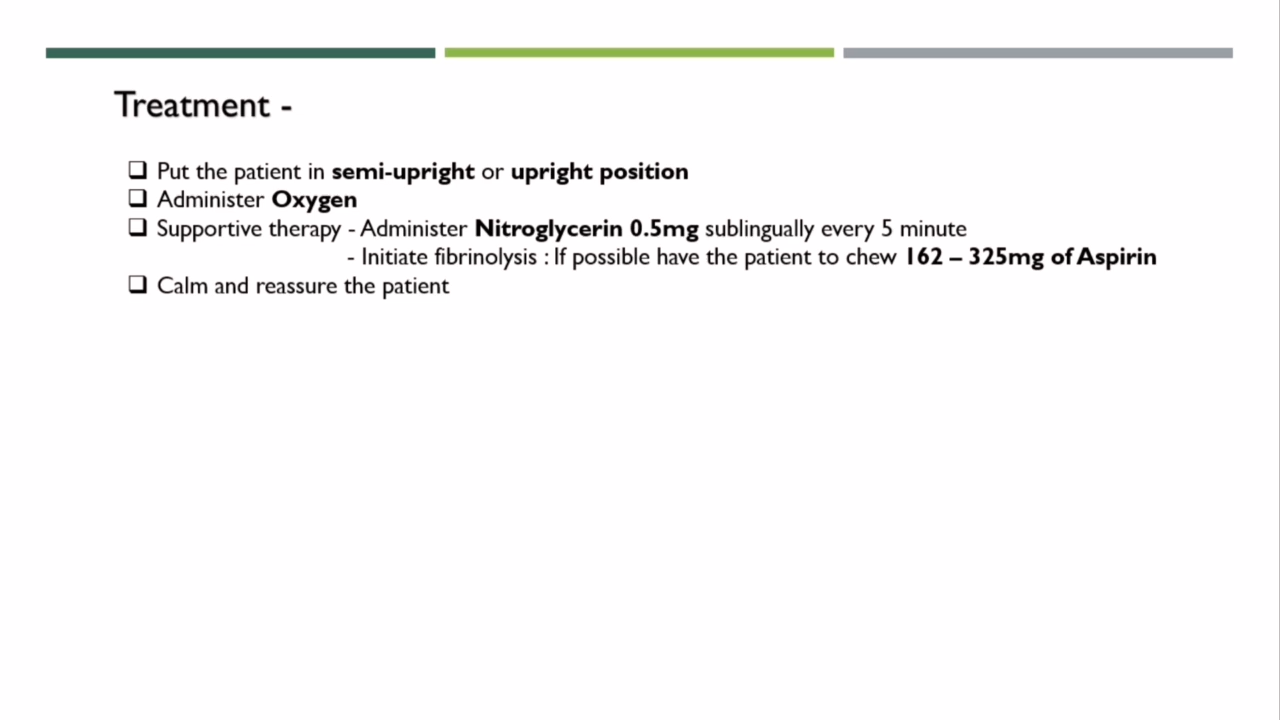 Treatment -
❑ Put the patient in semi-upright or upright position
❑ Administer Oxygen
❑ Supportive therapy - Administer Nitroglycerin 0.5mg sublingually every 5 minute
- Initiate fibrinolysis : If possible have the patient to chew 162 – 325mg of Aspirin
❑ Calm and reassure the patient